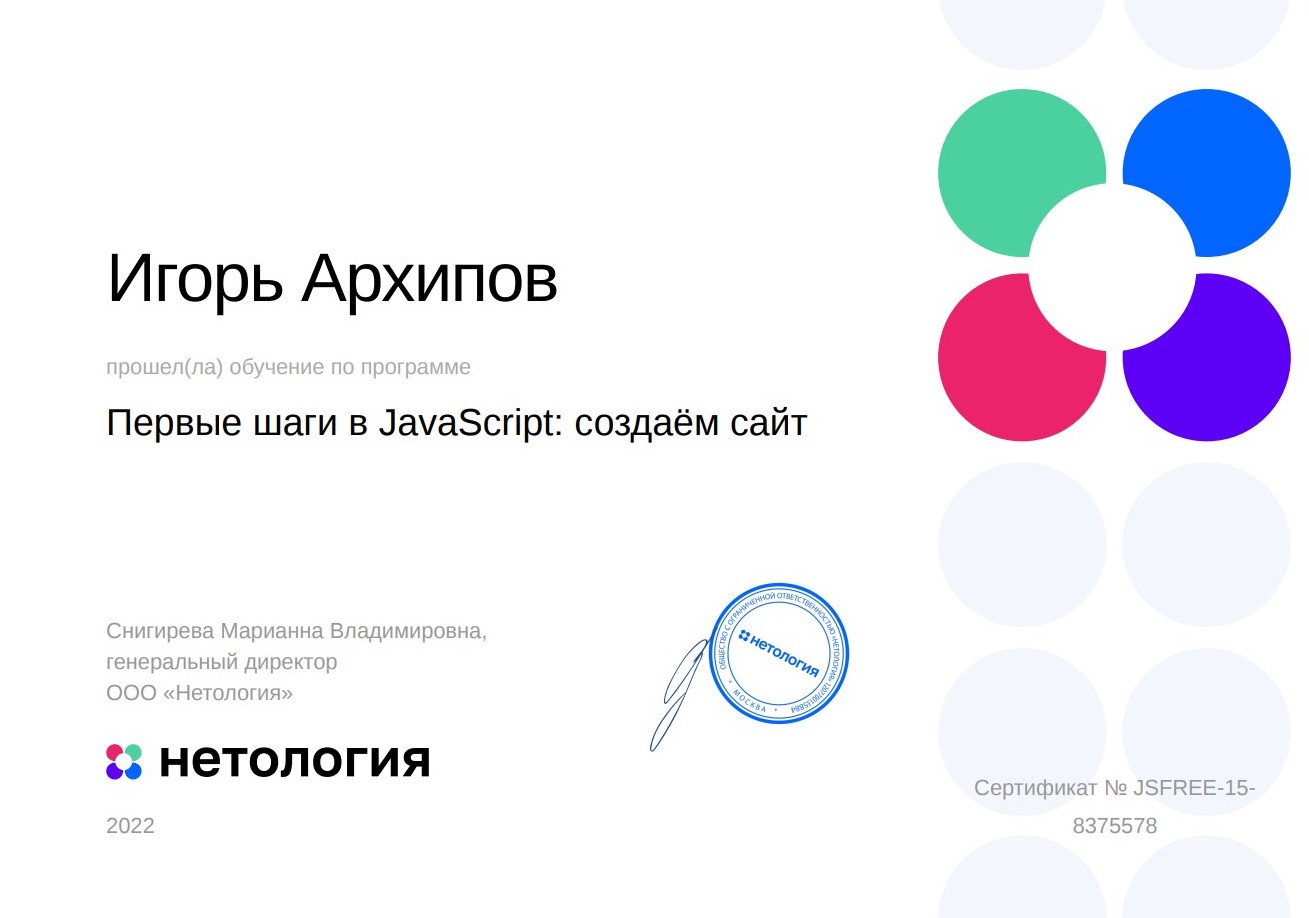 Игорь Архипов
прошел(ла) обучение по программе
Первые шаги в JavaScript: создаём сайт
Снигирева Марианна Владимировна,
генеральный директор
ООО «Нетология»
нетология
2022
ОБЩЕСТВО С ОГРАНИЧЕННОЙ ОТВЕТСТВЕННОСТЬЮ «НЕТОЛОГИЯ»
• МОСКВА •
нетология
Сертификат № JSFREE-15-
8375578